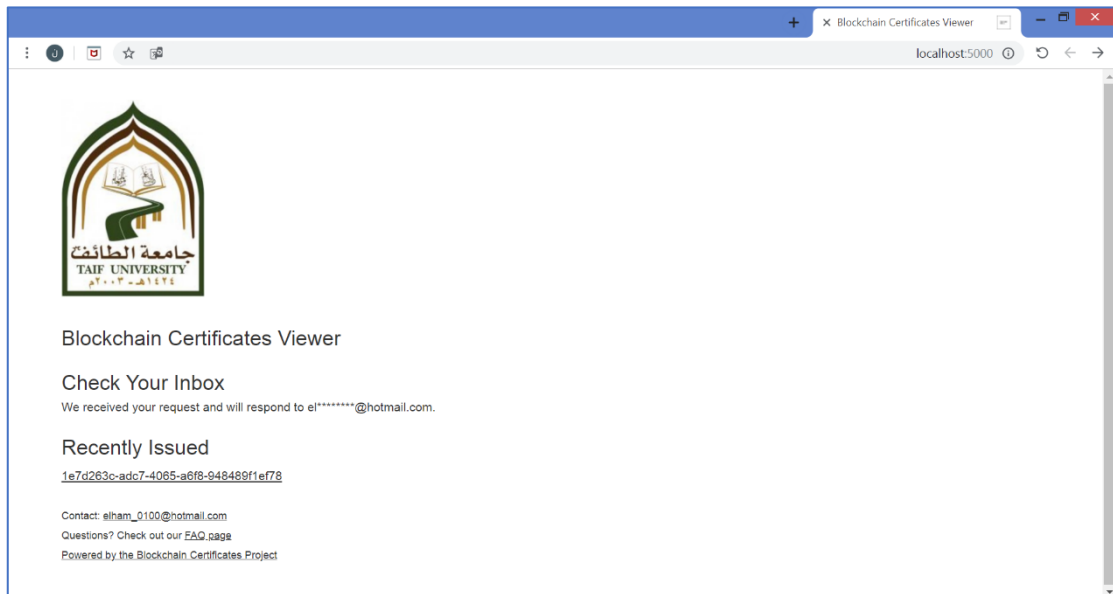 Blockchain Certificates Viewer
J
localhost:5000
جامعة الطائف
TAIF UNIVERSITY
١٤٢٤هـ - ٢٠٠٣م
Blockchain Certificates Viewer
Check Your Inbox
We received your request and will respond to el********@hotmail.com.
Recently Issued
1e7d263c-adc7-4065-a6f8-948489f1ef78
Contact: elham_0100@hotmail.com
Questions? Check out our FAQ page
Powered by the Blockchain Certificates Project